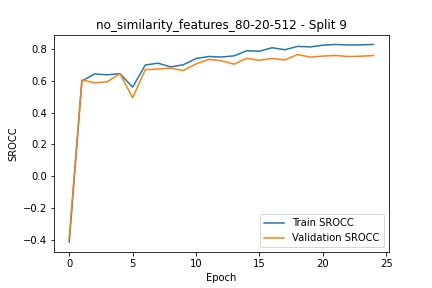 no_similarity_features_80-20-512 - Split 9
0.8
0.6
0.4
0.2
0.0
−0.2
−0.4
SROCC
0 5 10 15 20 25
Epoch
Train SROCC
Validation SROCC